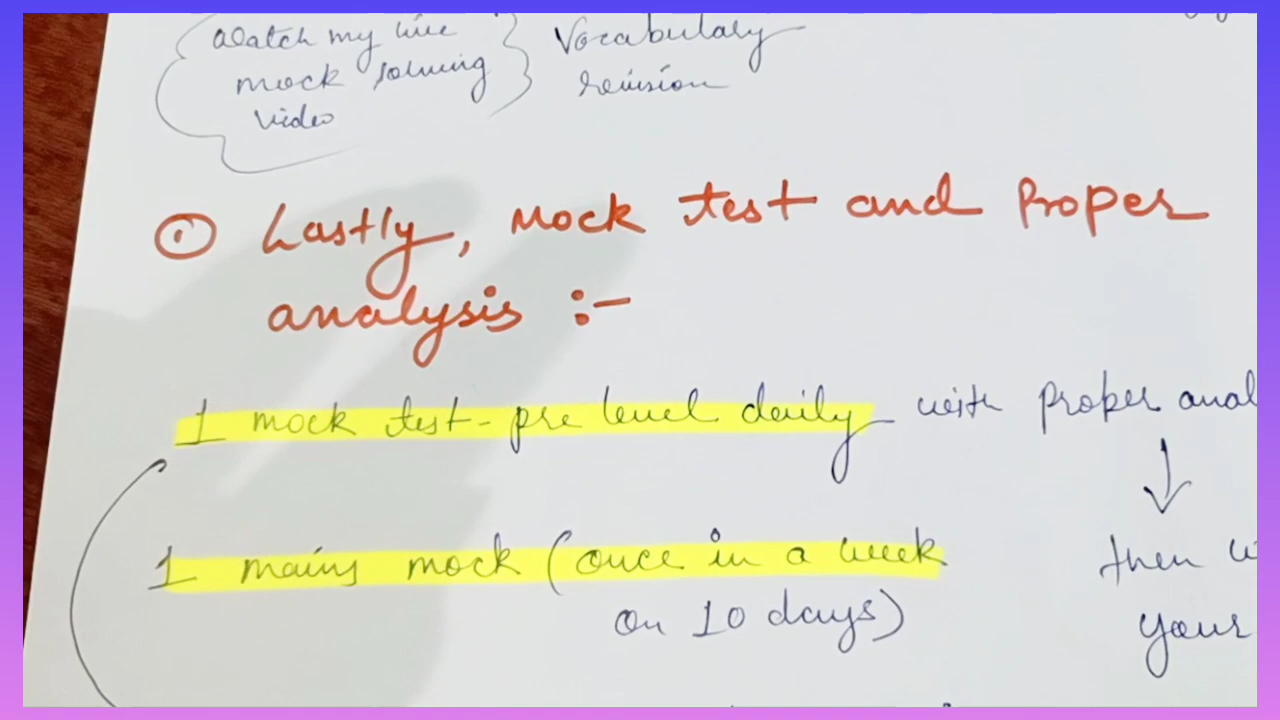 Watch my live
mock solving
video
Vocabulary
revision
① Lastly, Mock test and Proper
analysis :-
1 mock test - pre level daily with proper anal
1 mains mock (once in a week
on 10 days)
then
your